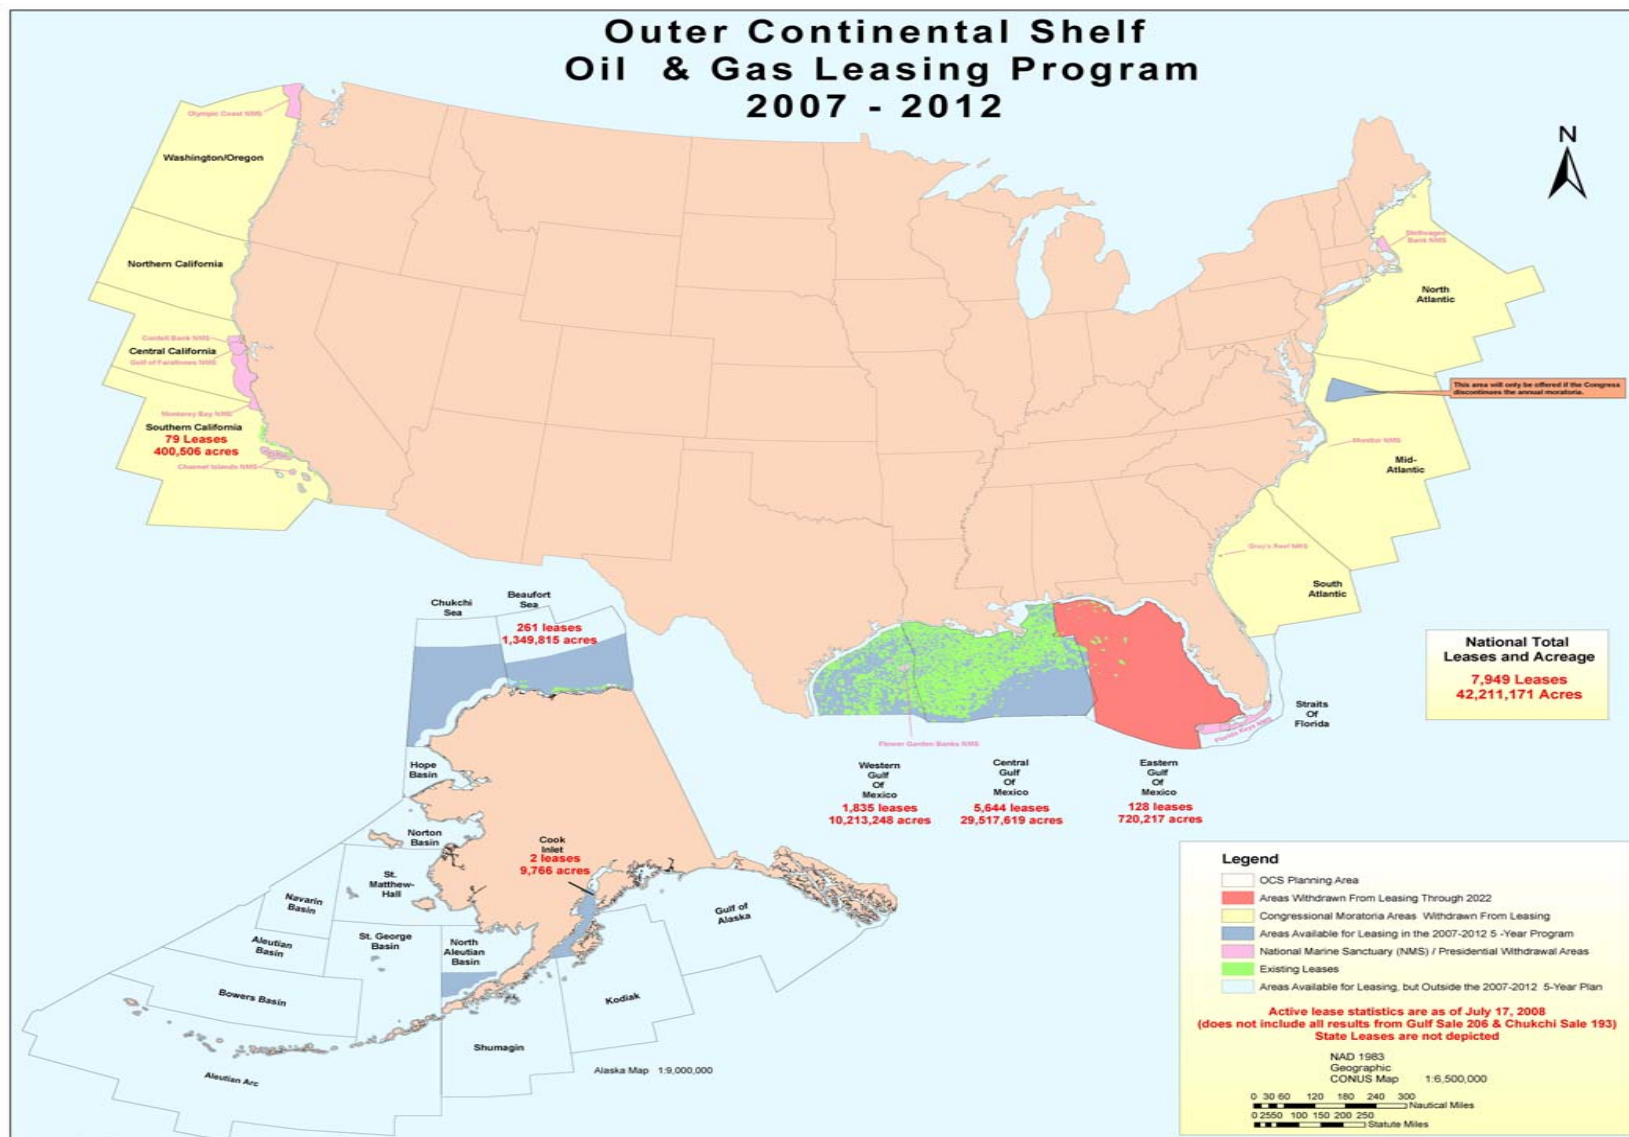 Outer Continental Shelf
Oil & Gas Leasing Program
2007 - 2012
N
Olympic Coast NMS
Washington/Oregon
Northern California
Cordell Bank NMS
Central California
Gulf of Farallones NMS
Monterey Bay NMS
Southern California
79 Leases
400,506 acres
Channel Islands NMS
Stellwagen
Bank NMS
North
Atlantic
This area will only be offered if the Congress
discontinues the annual moratoria.
Monitor NMS
Mid-
Atlantic
Gray's Reef NMS
South
Atlantic
Straits
Of
Florida
Florida Keys NMS
National Total
Leases and Acreage
7,949 Leases
42,211,171 Acres
Chukchi
Sea
Beaufort
Sea
261 leases
1,349,815 acres
Hope
Basin
Norton
Basin
Cook
Inlet
2 leases
9,766 acres
St.
Matthew-
Hall
Navarin
Basin
Aleutian
Basin
St. George
Basin
North
Aleutian
Basin
Bowers Basin
Aleutian Arc
Shumagin
Kodiak
Gulf of
Alaska
Alaska Map 1:9,000,000
Flower Garden Banks NMS
Western
Gulf
Of
Mexico
1,835 leases
10,213,248 acres
Central
Gulf
Of
Mexico
5,644 leases
29,517,619 acres
Eastern
Gulf
Of
Mexico
128 leases
720,217 acres
Legend
OCS Planning Area
Areas Withdrawn From Leasing Through 2022
Congressional Moratoria Areas Withdrawn From Leasing
Areas Available for Leasing in the 2007-2012 5 -Year Program
National Marine Sanctuary (NMS) / Presidential Withdrawal Areas
Existing Leases
Areas Available for Leasing, but Outside the 2007-2012 5-Year Plan
Active lease statistics are as of July 17, 2008
(does not include all results from Gulf Sale 206 & Chukchi Sale 193)
State Leases are not depicted
NAD 1983
Geographic
CONUS Map 1:6,500,000
0 30 60 120 180 240 300
Nautical Miles
0 25 50 100 150 200 250
Statute Miles